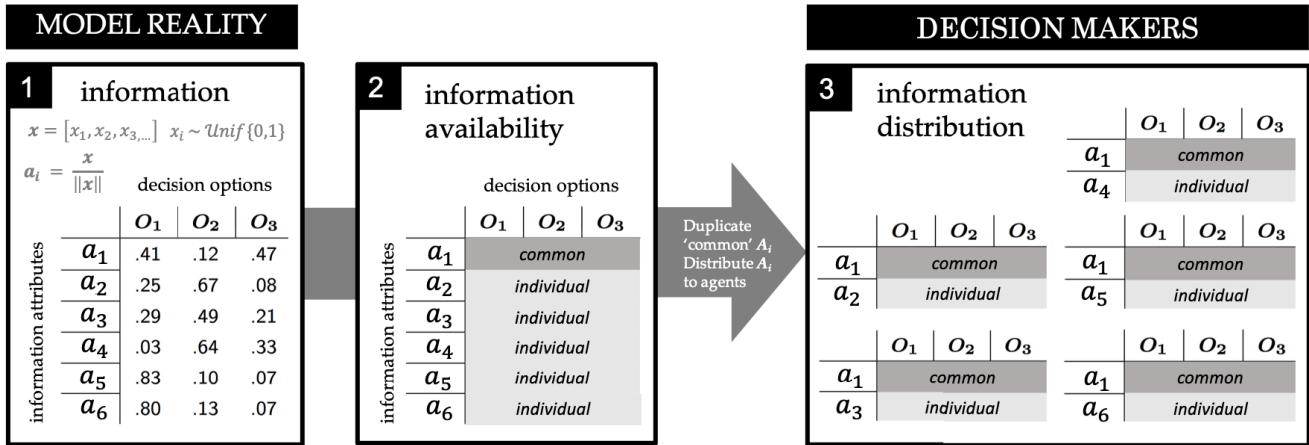 MODEL REALITY
DECISION MAKERS
1 information
x = [x₁, x₂, x₃,...] xᵢ ~ Unif{0,1}
aᵢ = x / ||x||
decision options
O₁ O₂ O₃
information attributes
a₁ .41 .12 .47
a₂ .25 .67 .08
a₃ .29 .49 .21
a₄ .03 .64 .33
a₅ .83 .10 .07
a₆ .80 .13 .07
2 information
availability
decision options
O₁ O₂ O₃
information attributes
a₁ common
a₂ individual
a₃ individual
a₄ individual
a₅ individual
a₆ individual
Duplicate
'common' Aᵢ
Distribute Aᵢ
to agents
3 information
distribution
O₁ O₂ O₃
a₁ common
a₄ individual
O₁ O₂ O₃
a₁ common
a₂ individual
O₁ O₂ O₃
a₁ common
a₅ individual
O₁ O₂ O₃
a₁ common
a₃ individual
O₁ O₂ O₃
a₁ common
a₆ individual